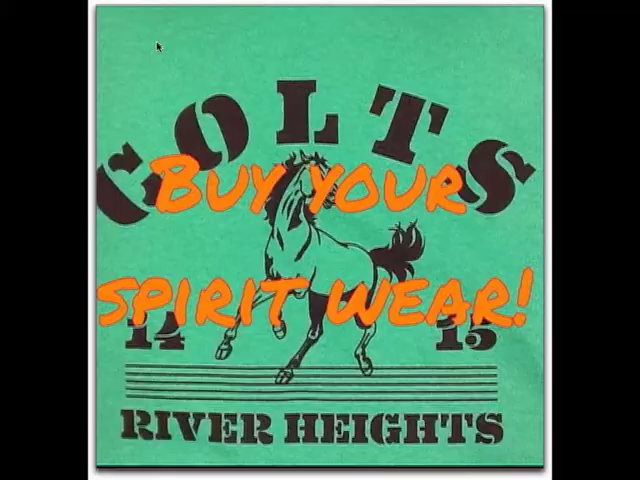 COLTS
BUY YOUR
SPIRIT WEAR!
14 15
RIVER HEIGHTS